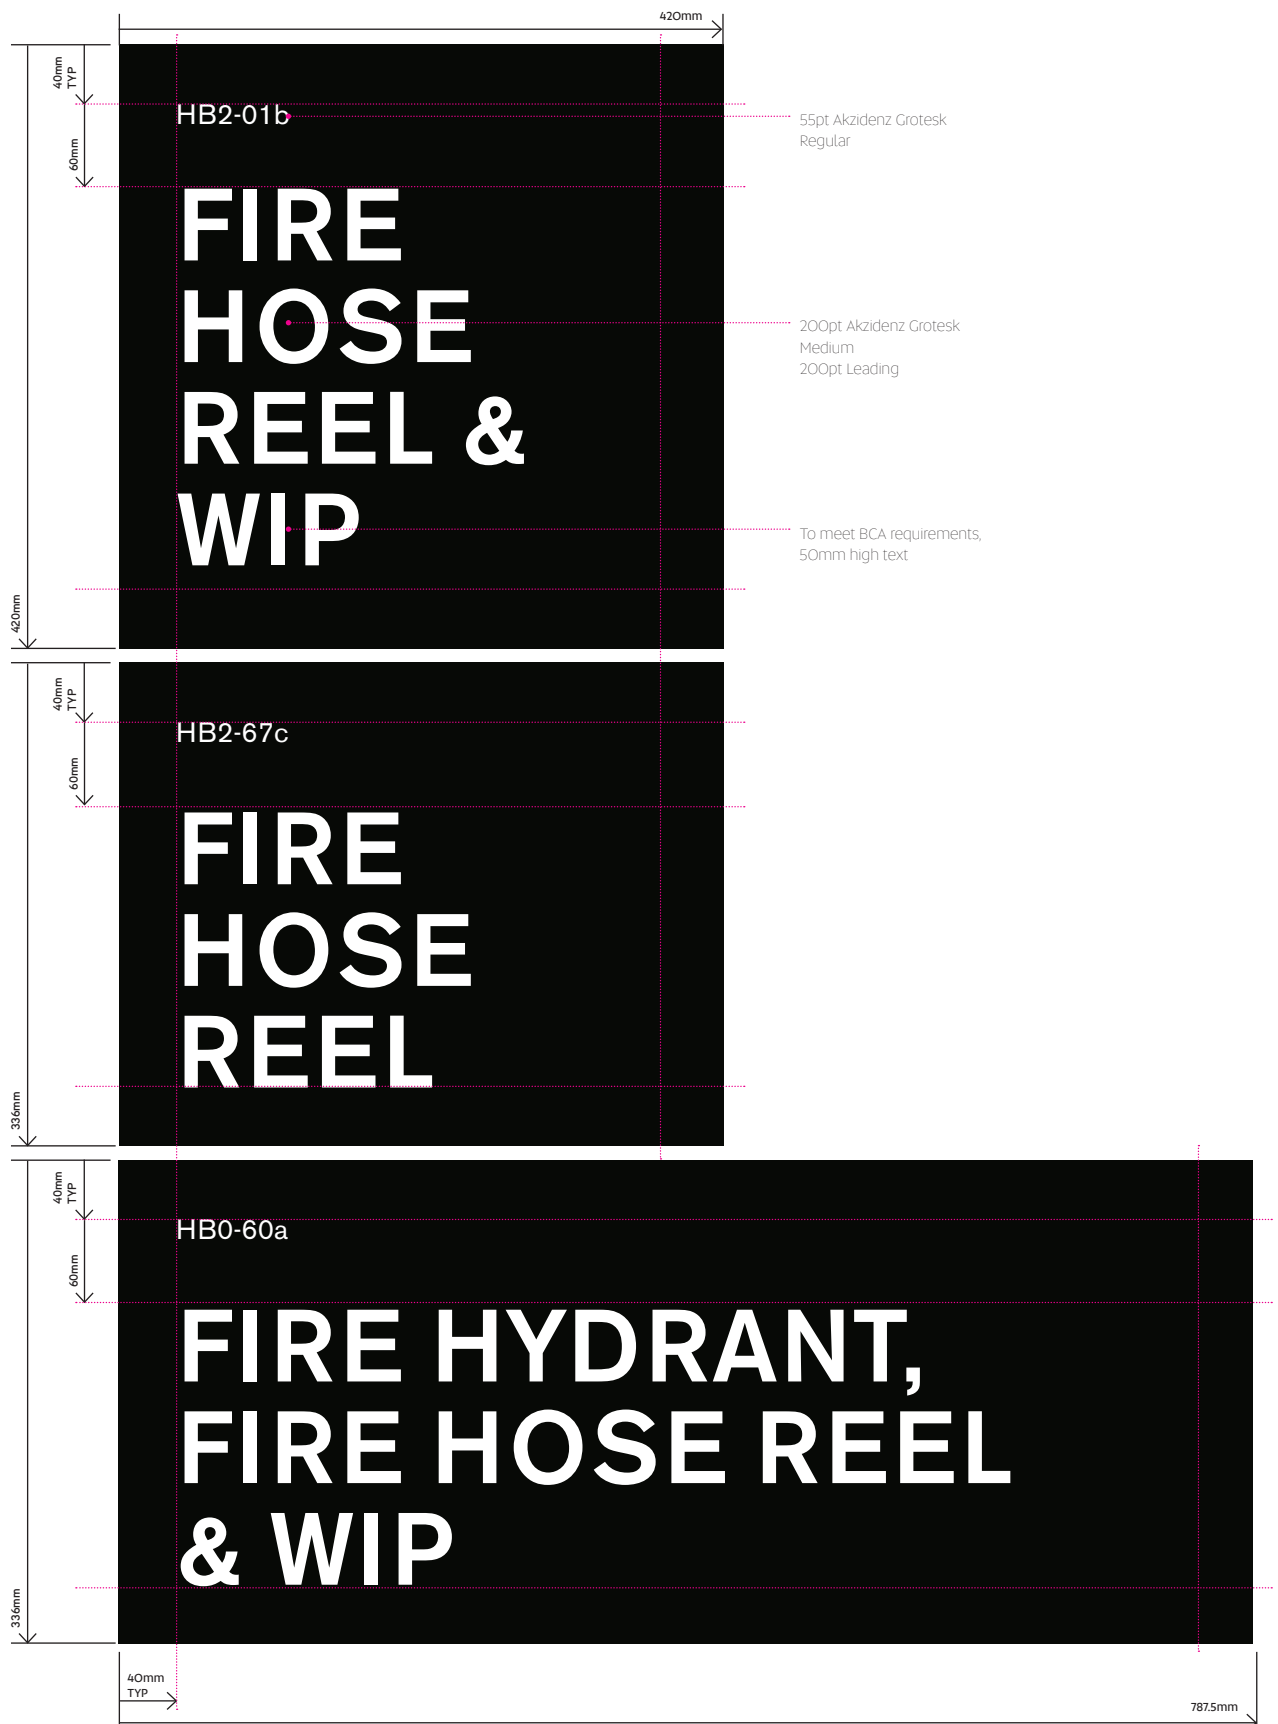 420mm
40mm
TYP
HB2-01b
55pt Akzidenz Grotesk
Regular
60mm
FIRE
HOSE
REEL &
WIP
200pt Akzidenz Grotesk
Medium
200pt Leading
To meet BCA requirements,
50mm high text
420mm
40mm
TYP
HB2-67c
60mm
FIRE
HOSE
REEL
336mm
40mm
TYP
HB0-60a
60mm
FIRE HYDRANT,
FIRE HOSE REEL
& WIP
336mm
40mm
TYP
787.5mm